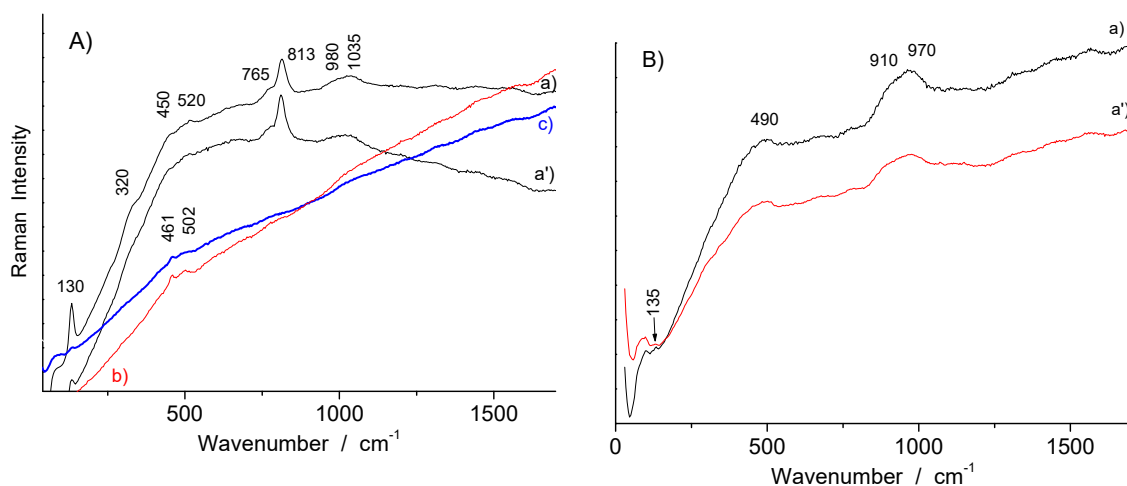 A)
813
765
980
1035
450
520
320
130
461
502
a)
c)
a')
b)
Raman Intensity
500
1000
1500
Wavenumber / cm-1
B)
a)
970
910
490
a')
135
0
500
1000
1500
Wavenumber / cm-1